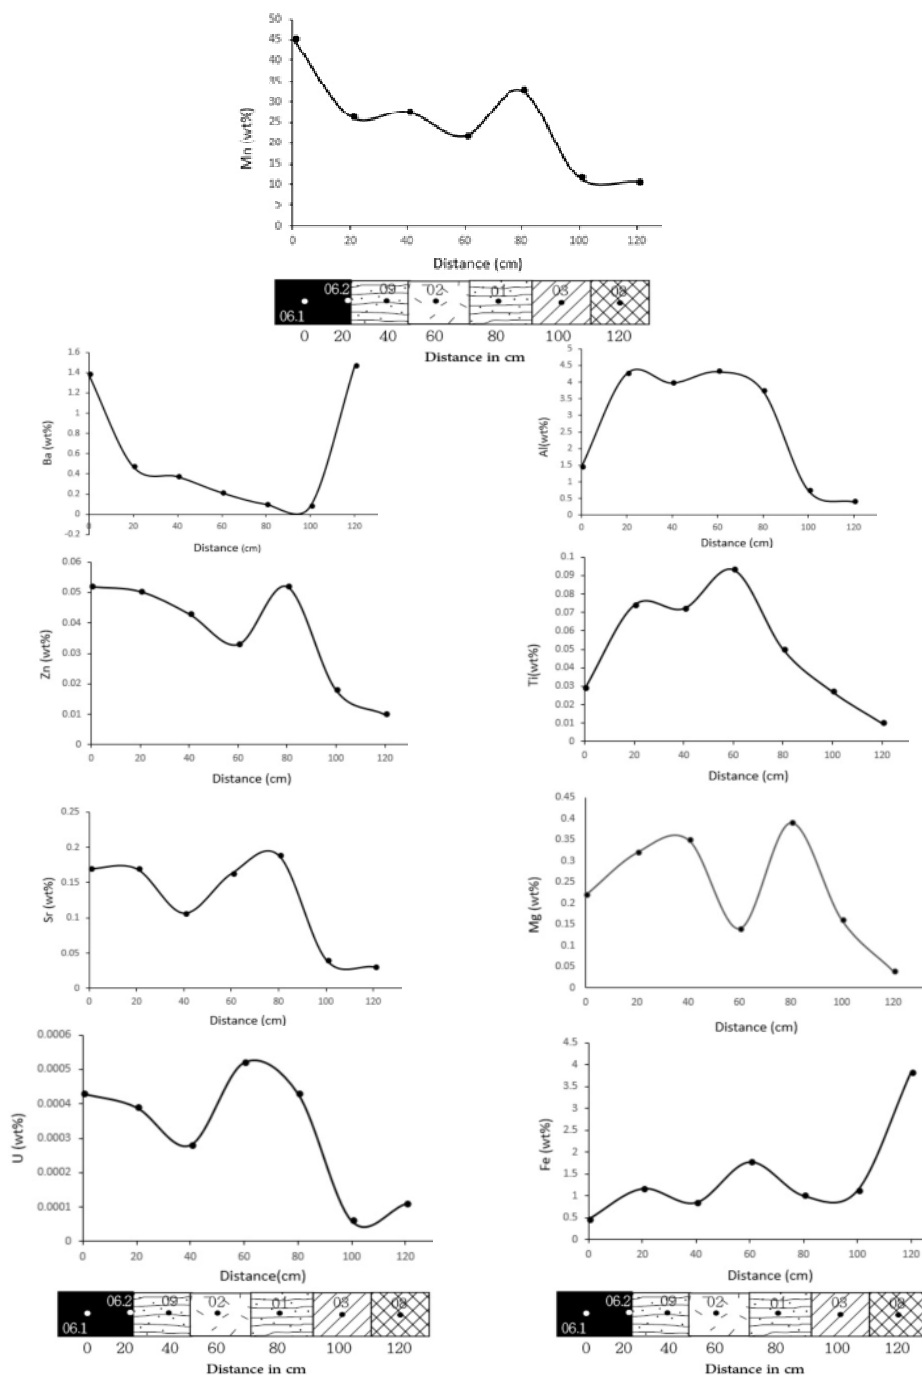 50
45
40
35
30
25
20
15
10
5
0
Mn (wt%)
0 20 40 60 80 100 120
Distance (cm)
06.2 09 02 01 03 08
06.1
0 20 40 60 80 100 120
Distance in cm
1.6
1.4
1.2
1
0.8
0.6
0.4
0.2
0
-0.2
Ba (wt%)
0 20 40 60 80 100 120
Distance (cm)
5
4.5
4
3.5
3
2.5
2
1.5
1
0.5
0
Al(wt%)
0 20 40 60 80 100 120
Distance (cm)
0.06
0.05
0.04
0.03
0.02
0.01
0
Zn (wt%)
0 20 40 60 80 100 120
Distance (cm)
0.1
0.09
0.08
0.07
0.06
0.05
0.04
0.03
0.02
0.01
0
Ti(wt%)
0 20 40 60 80 100 120
Distance (cm)
0.25
0.2
0.15
0.1
0.05
0
Sr (wt%)
0 20 40 60 80 100 120
Distance (cm)
0.45
0.4
0.35
0.3
0.25
0.2
0.15
0.1
0.05
0
Mg (wt%)
0 20 40 60 80 100 120
Distance (cm)
0.0006
0.0005
0.0004
0.0003
0.0002
0.0001
0
U (wt%)
0 20 40 60 80 100 120
Distance(cm)
4.5
4
3.5
3
2.5
2
1.5
1
0.5
0
Fe (wt%)
0 20 40 60 80 100 120
Distance (cm)
06.2 09 02 01 03 08
06.1
0 20 40 60 80 100 120
Distance in cm
06.2 09 02 01 03 08
06.1
0 20 40 60 80 100 120
Distance in cm